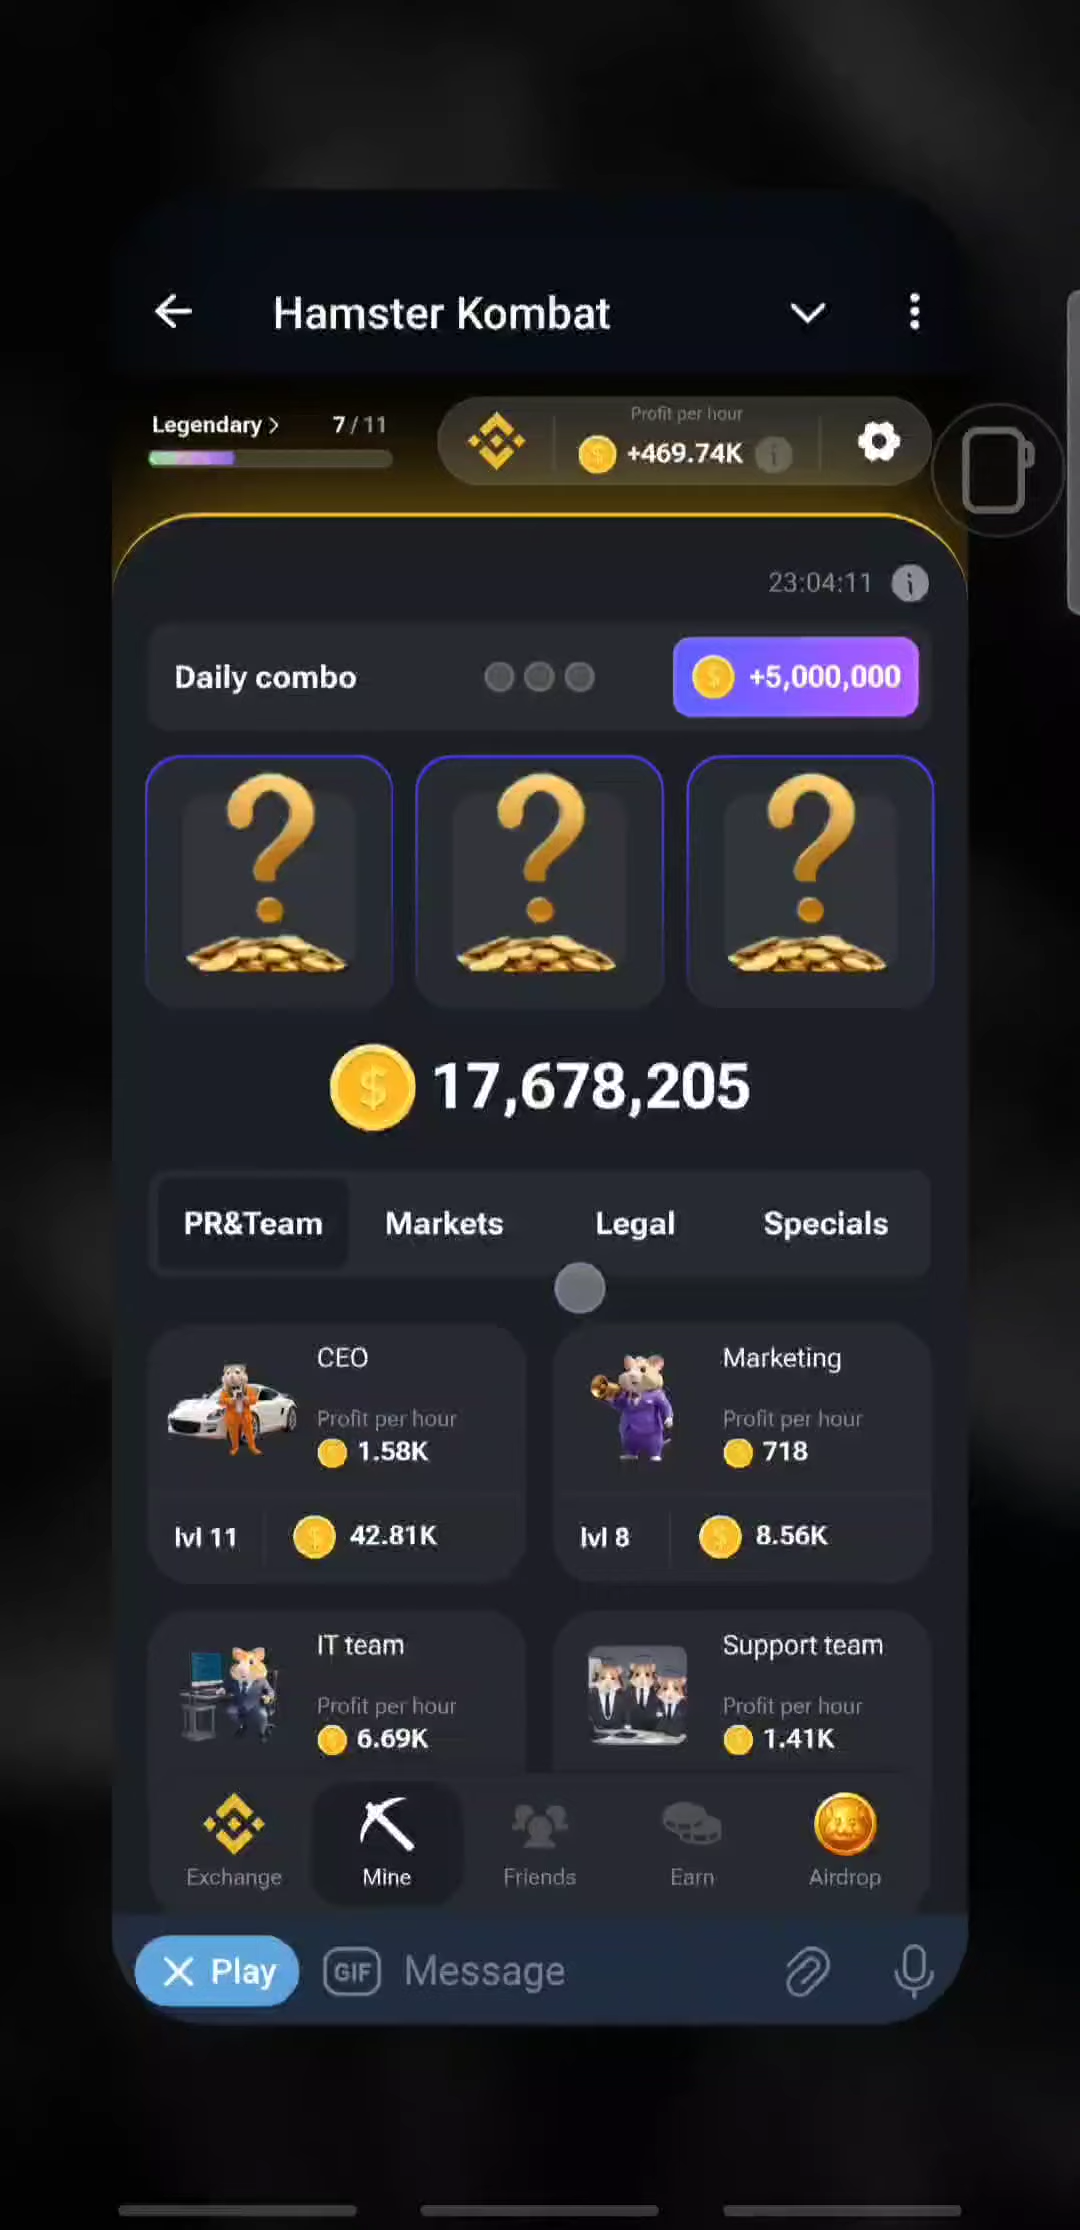 Hamster Kombat
Legendary > 7 / 11
Profit per hour
+469.74K
23:04:11
Daily combo +5,000,000
17,678,205
PR&Team Markets Legal Specials
CEO
Profit per hour
1.58K
lvl 11 42.81K
Marketing
Profit per hour
718
lvl 8 8.56K
IT team
Profit per hour
6.69K
Support team
Profit per hour
1.41K
Exchange Mine Friends Earn Airdrop
Play GIF Message